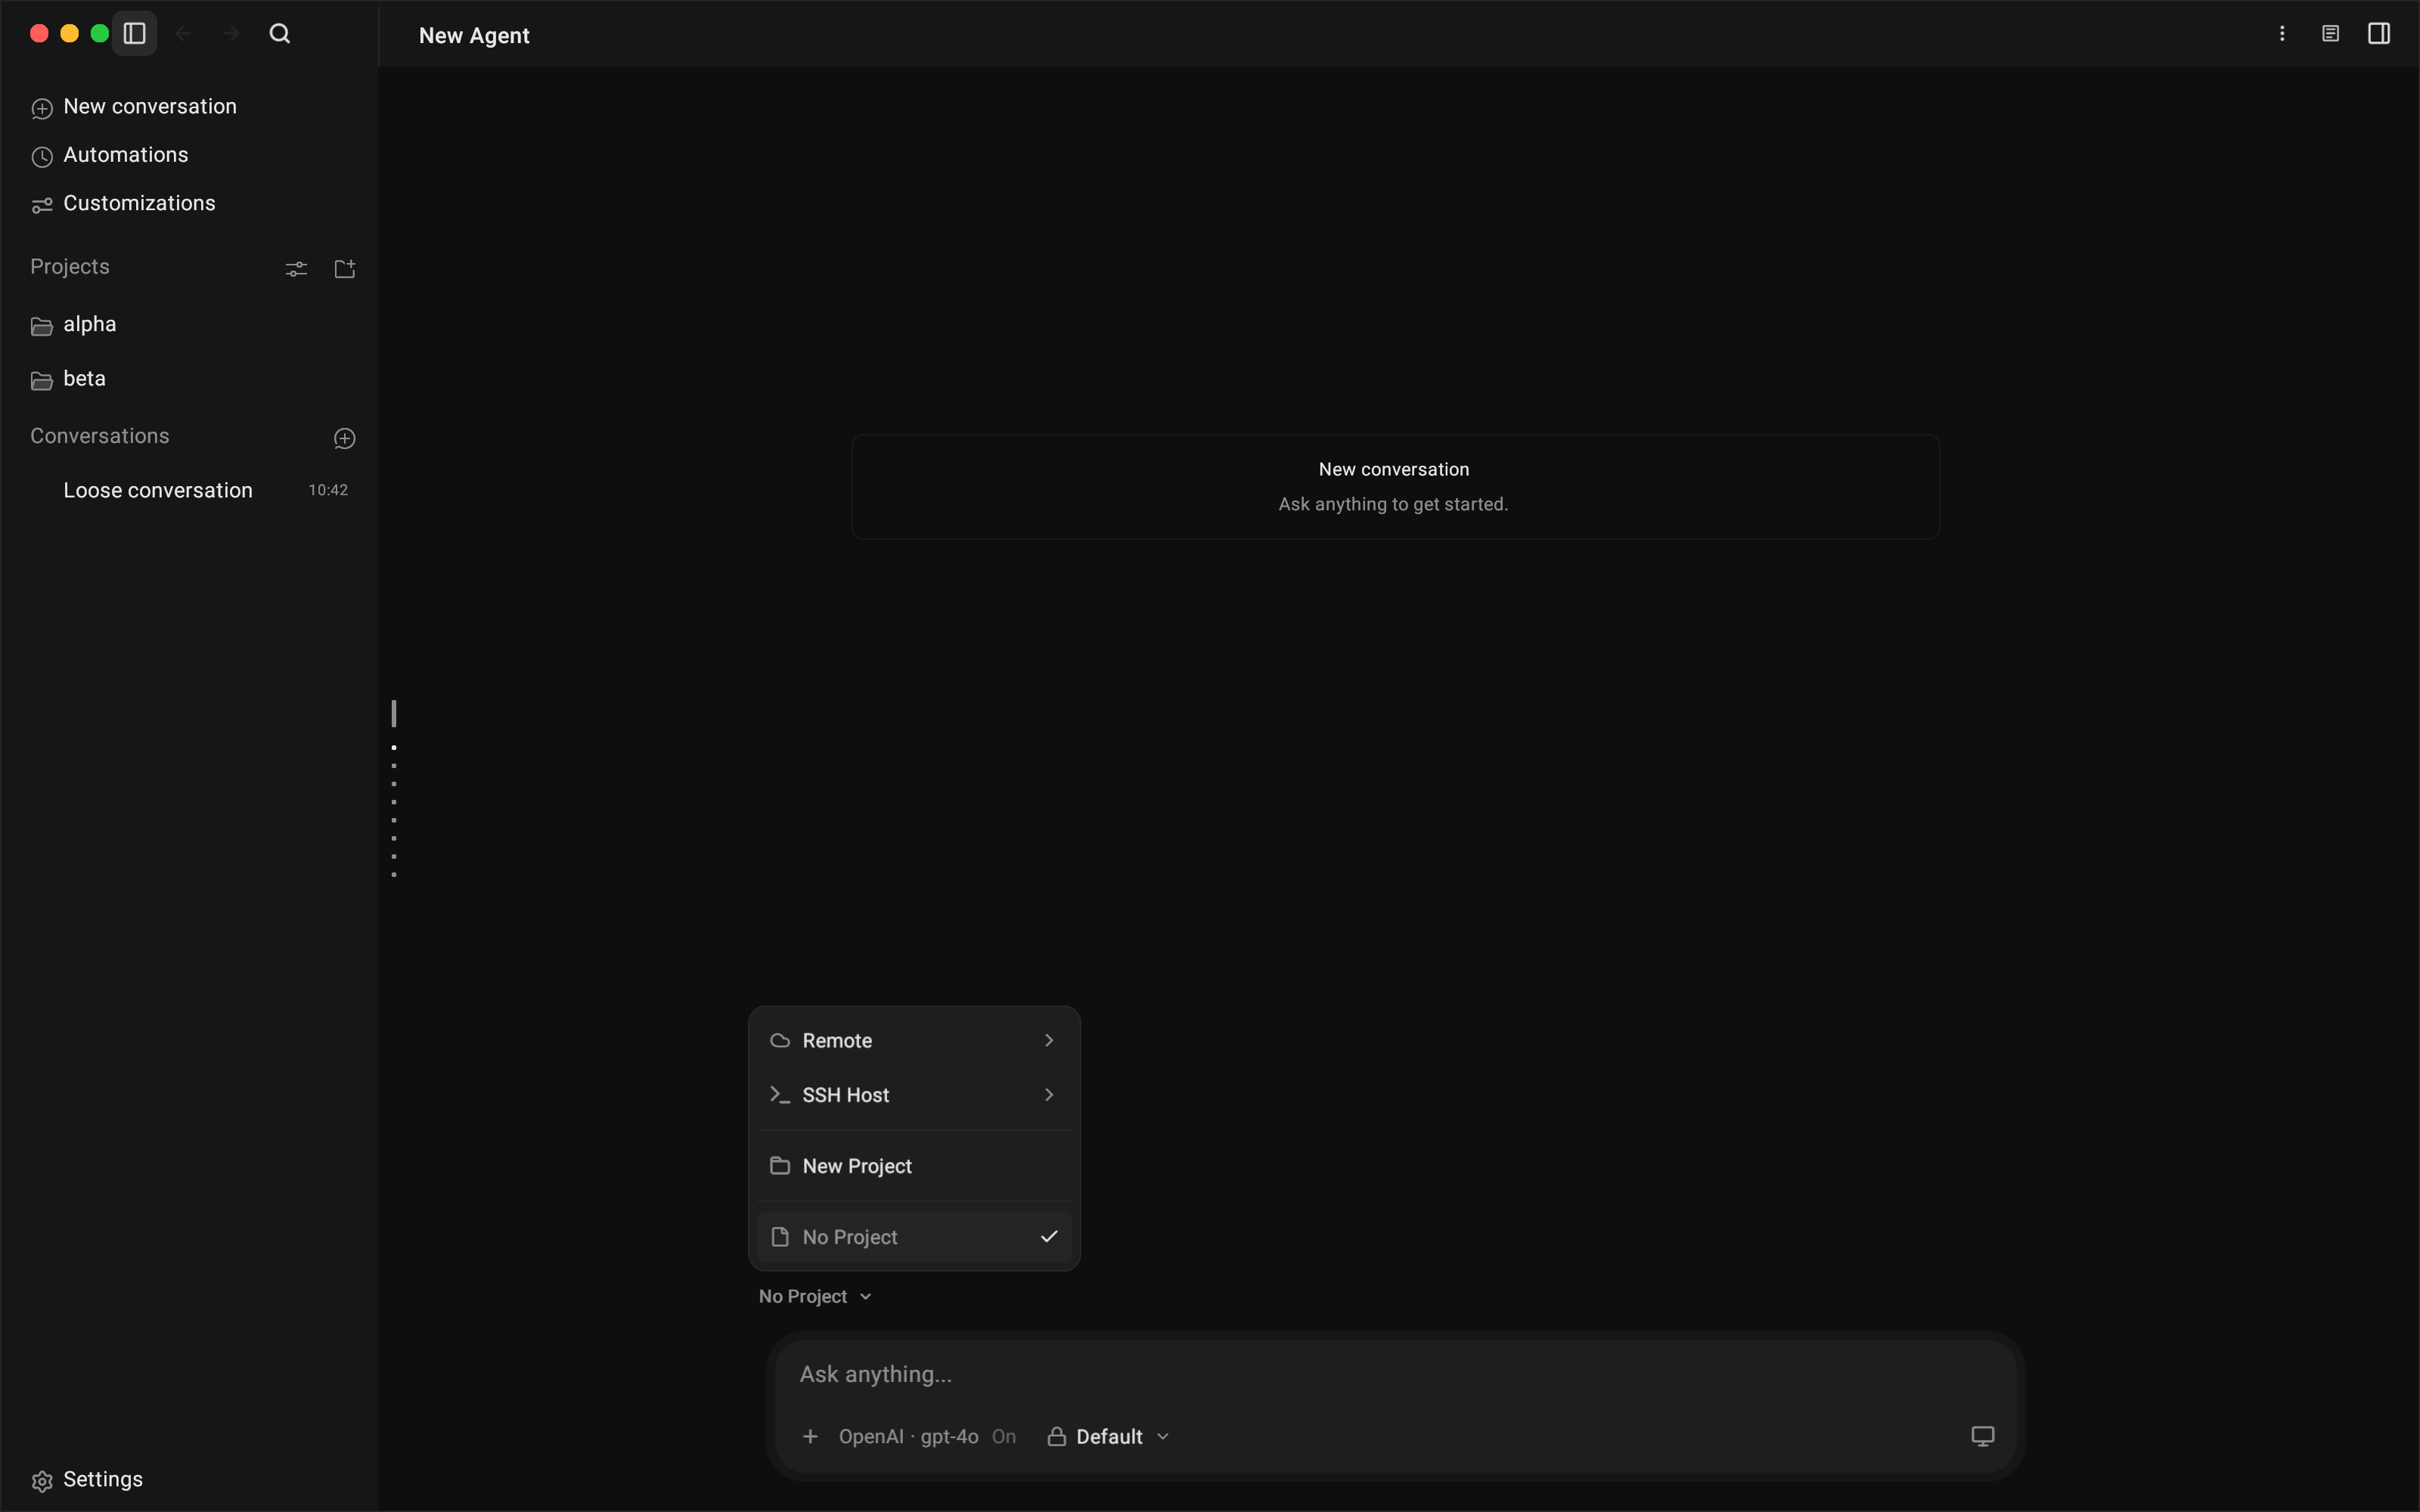 New Agent
New conversation
Automations
Customizations
Projects
alpha
beta
Conversations
Loose conversation 10:42
New conversation
Ask anything to get started.
Remote
SSH Host
New Project
No Project
No Project
Ask anything...
OpenAI · gpt-4o On Default
Settings